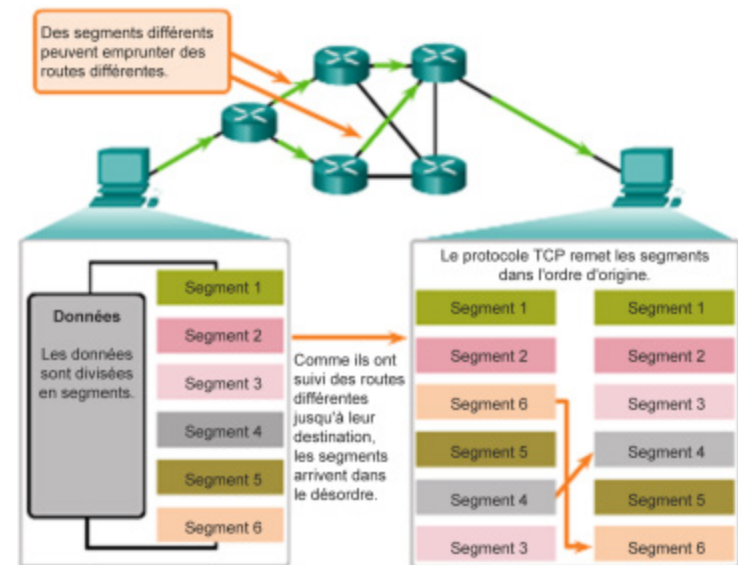 Des segments différents
peuvent emprunter des
routes différentes.
Données
Les données
sont divisées
en segments.
Segment 1
Segment 2
Segment 3
Segment 4
Segment 5
Segment 6
Comme ils ont
suivi des routes
différentes
jusqu'à leur
destination,
les segments
arrivent dans
le désordre.
Le protocole TCP remet les segments
dans l'ordre d'origine.
Segment 1
Segment 2
Segment 6
Segment 5
Segment 4
Segment 3
Segment 1
Segment 2
Segment 3
Segment 4
Segment 5
Segment 6